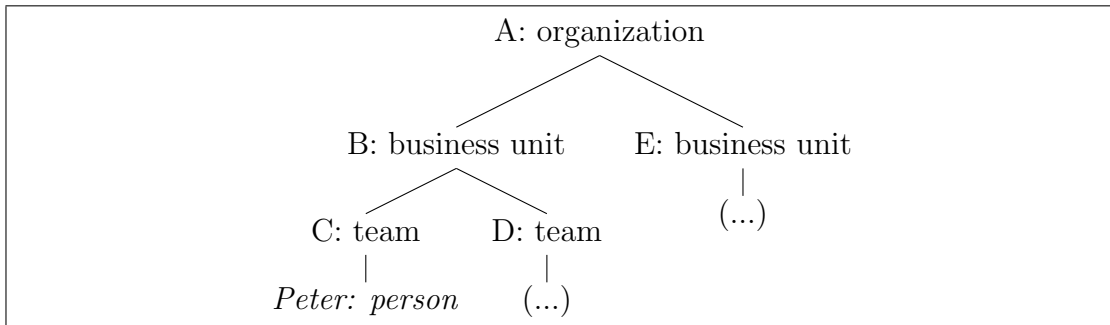 A: organization
B: business unit E: business unit
(...)
C: team D: team
Peter: person (...)